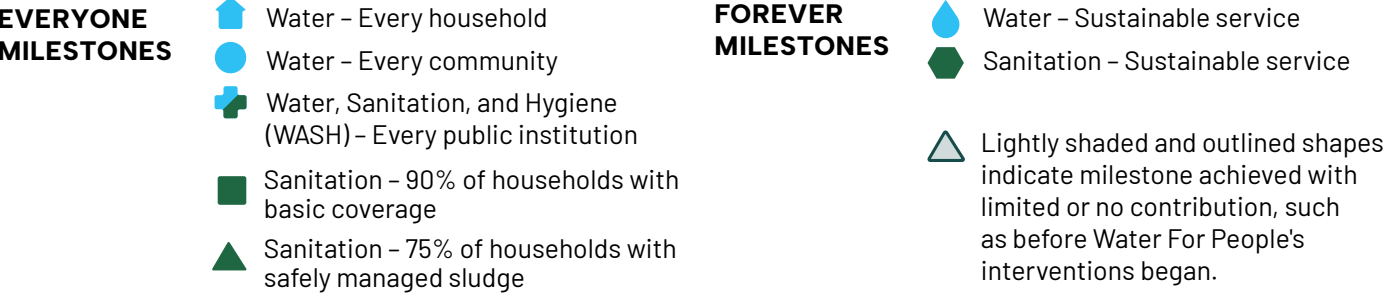 EVERYONE
MILESTONES
Water – Every household
Water – Every community
Water, Sanitation, and Hygiene
(WASH) – Every public institution
Sanitation – 90% of households with
basic coverage
Sanitation – 75% of households with
safely managed sludge
FOREVER
MILESTONES
Water – Sustainable service
Sanitation – Sustainable service
Lightly shaded and outlined shapes
indicate milestone achieved with
limited or no contribution, such
as before Water For People's
interventions began.